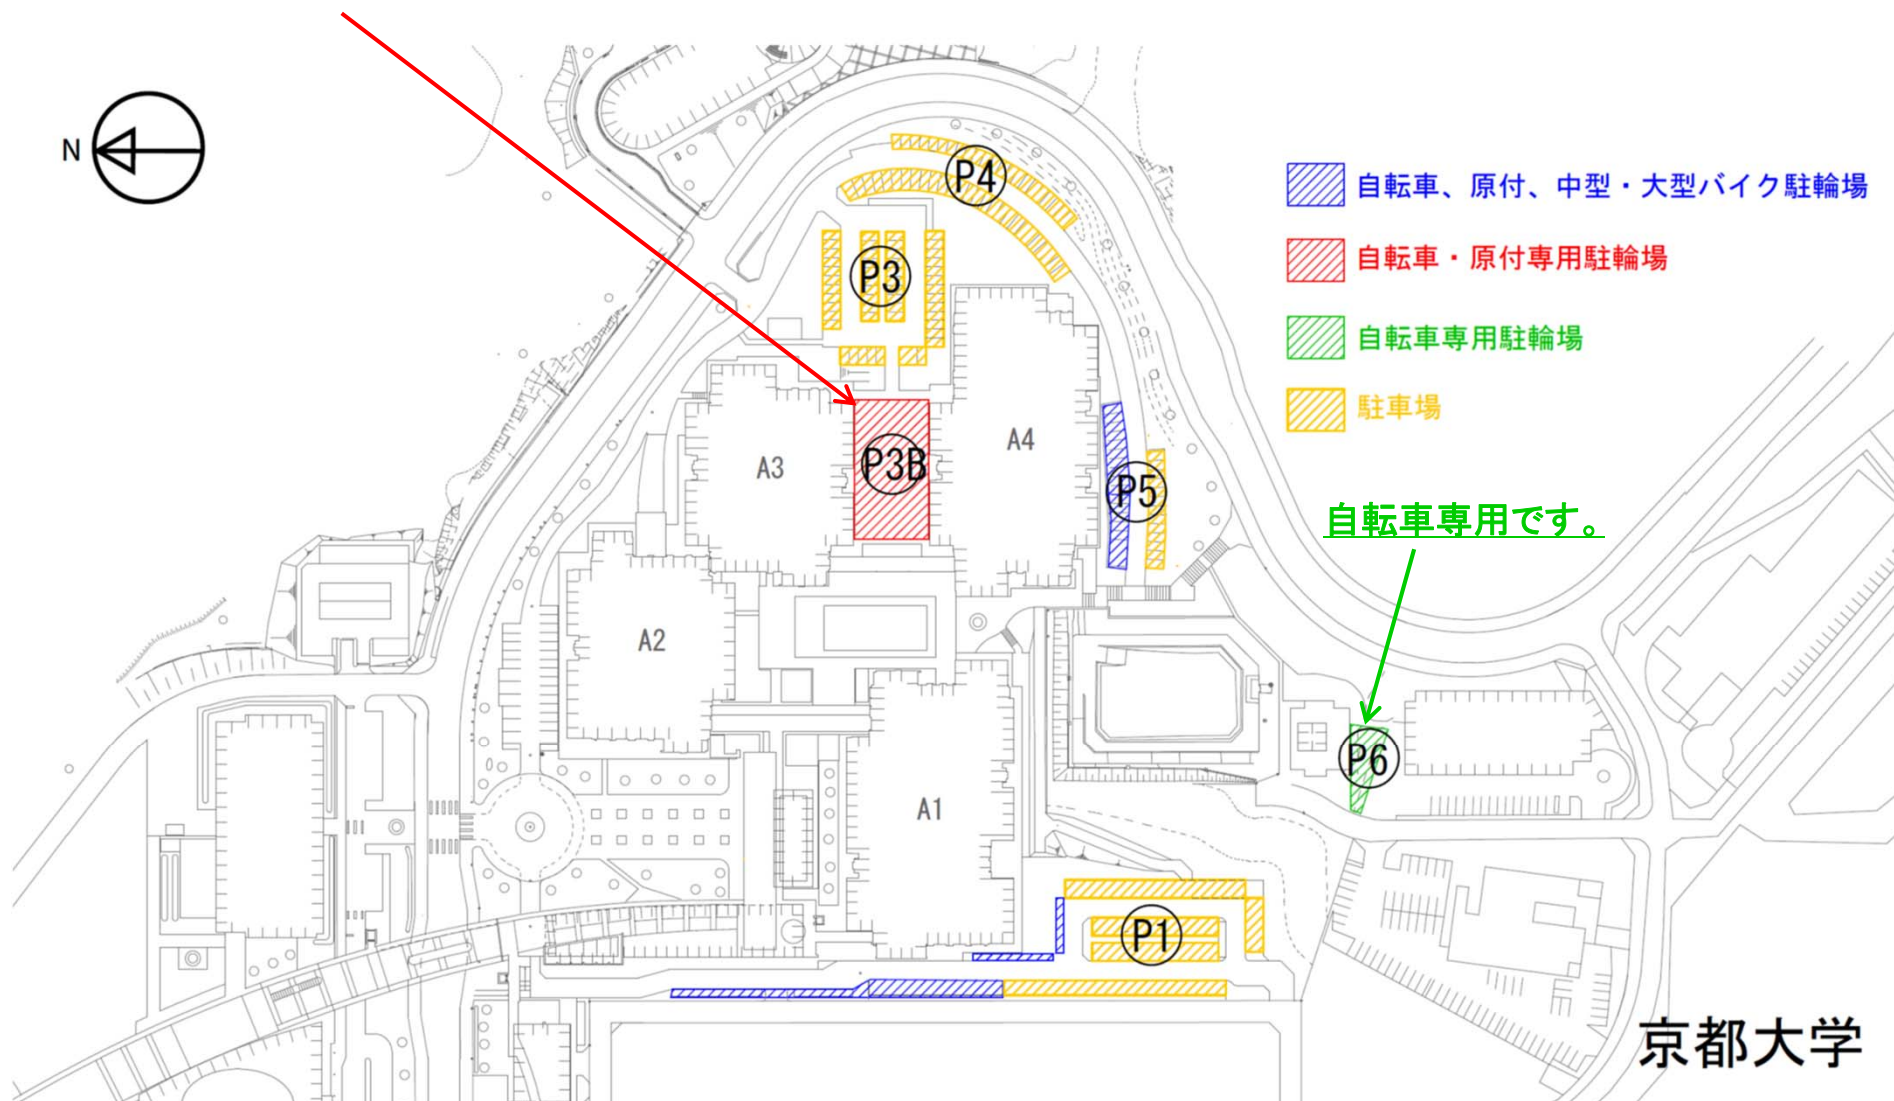 N
P4
P3
P3B
A3
A4
P5
A2
A1
P6
P1
自転車、原付、中型・大型バイク駐輪場
自転車・原付専用駐輪場
自転車専用駐輪場
駐車場
自転車専用です。
京都大学